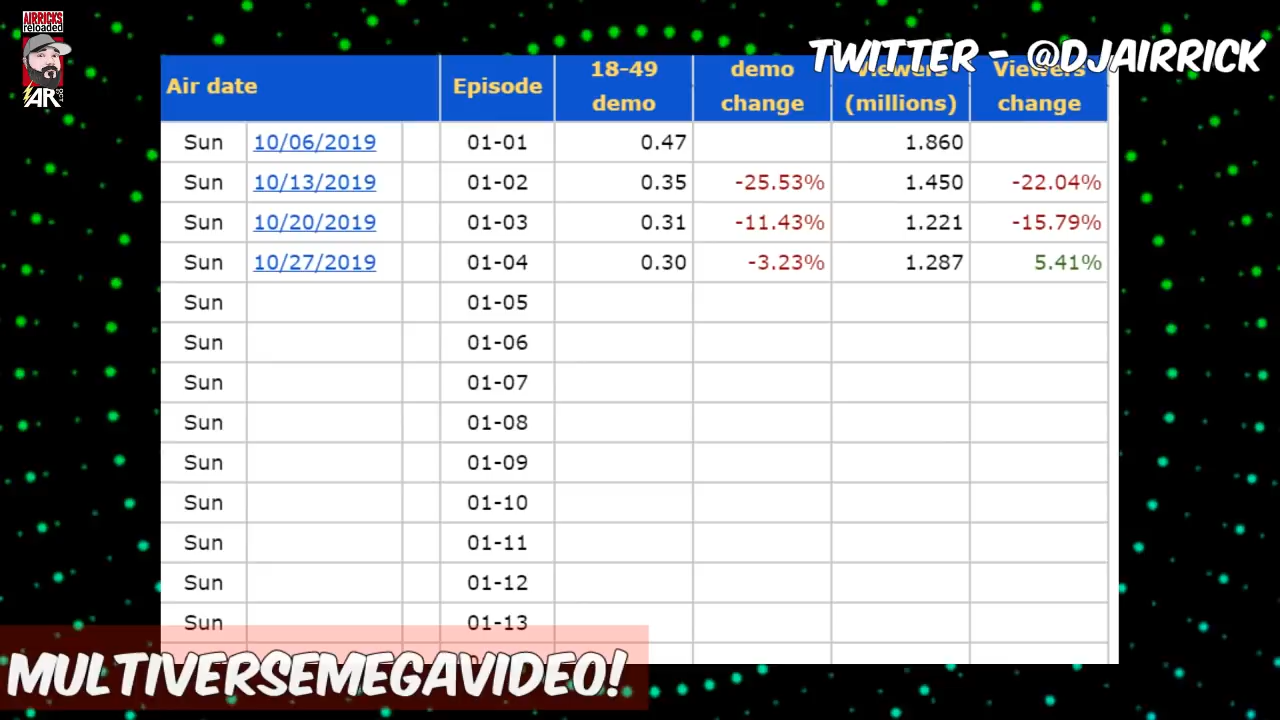 AIRRICKS
reloaded
AR
TWITTER - @DJAIRRICK
Air date Episode 18-49 demo demo change Viewers (millions) Viewers change
Sun 10/06/2019 01-01 0.47 1.860
Sun 10/13/2019 01-02 0.35 -25.53% 1.450 -22.04%
Sun 10/20/2019 01-03 0.31 -11.43% 1.221 -15.79%
Sun 10/27/2019 01-04 0.30 -3.23% 1.287 5.41%
Sun 01-05
Sun 01-06
Sun 01-07
Sun 01-08
Sun 01-09
Sun 01-10
Sun 01-11
Sun 01-12
Sun 01-13
MULTIVERSEMEGAVIDEO!